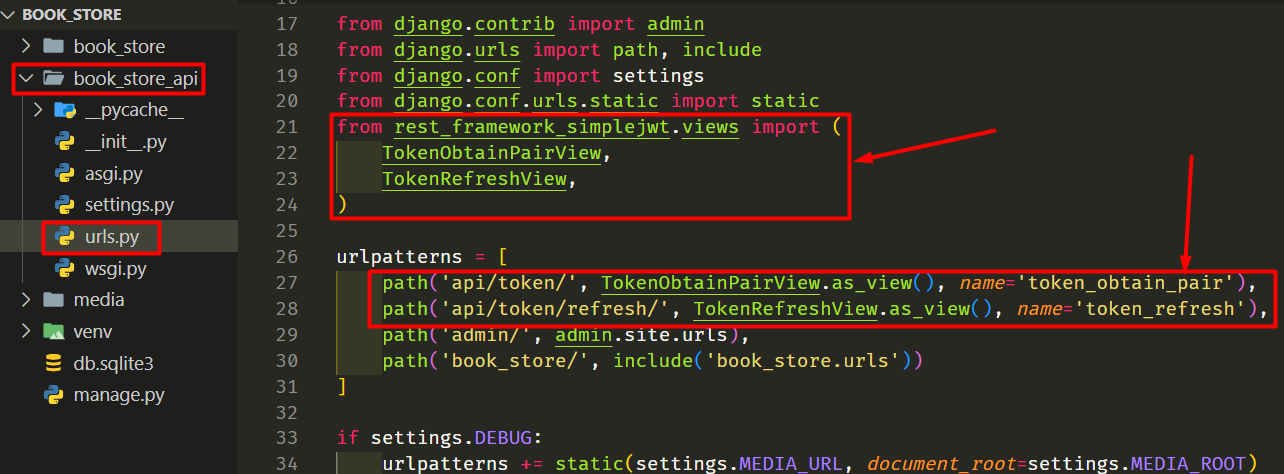 BOOK_STORE
book_store
book_store_api
__pycache__
__init__.py
asgi.py
settings.py
urls.py
wsgi.py
media
venv
db.sqlite3
manage.py
17 from django.contrib import admin
18 from django.urls import path, include
19 from django.conf import settings
20 from django.conf.urls.static import static
21 from rest_framework_simplejwt.views import (
22     TokenObtainPairView,
23     TokenRefreshView,
24 )
25
26 urlpatterns = [
27     path('api/token/', TokenObtainPairView.as_view(), name='token_obtain_pair'),
28     path('api/token/refresh/', TokenRefreshView.as_view(), name='token_refresh'),
29     path('admin/', admin.site.urls),
30     path('book_store/', include('book_store.urls'))
31 ]
32
33 if settings.DEBUG:
34     urlpatterns += static(settings.MEDIA_URL, document_root=settings.MEDIA_ROOT)